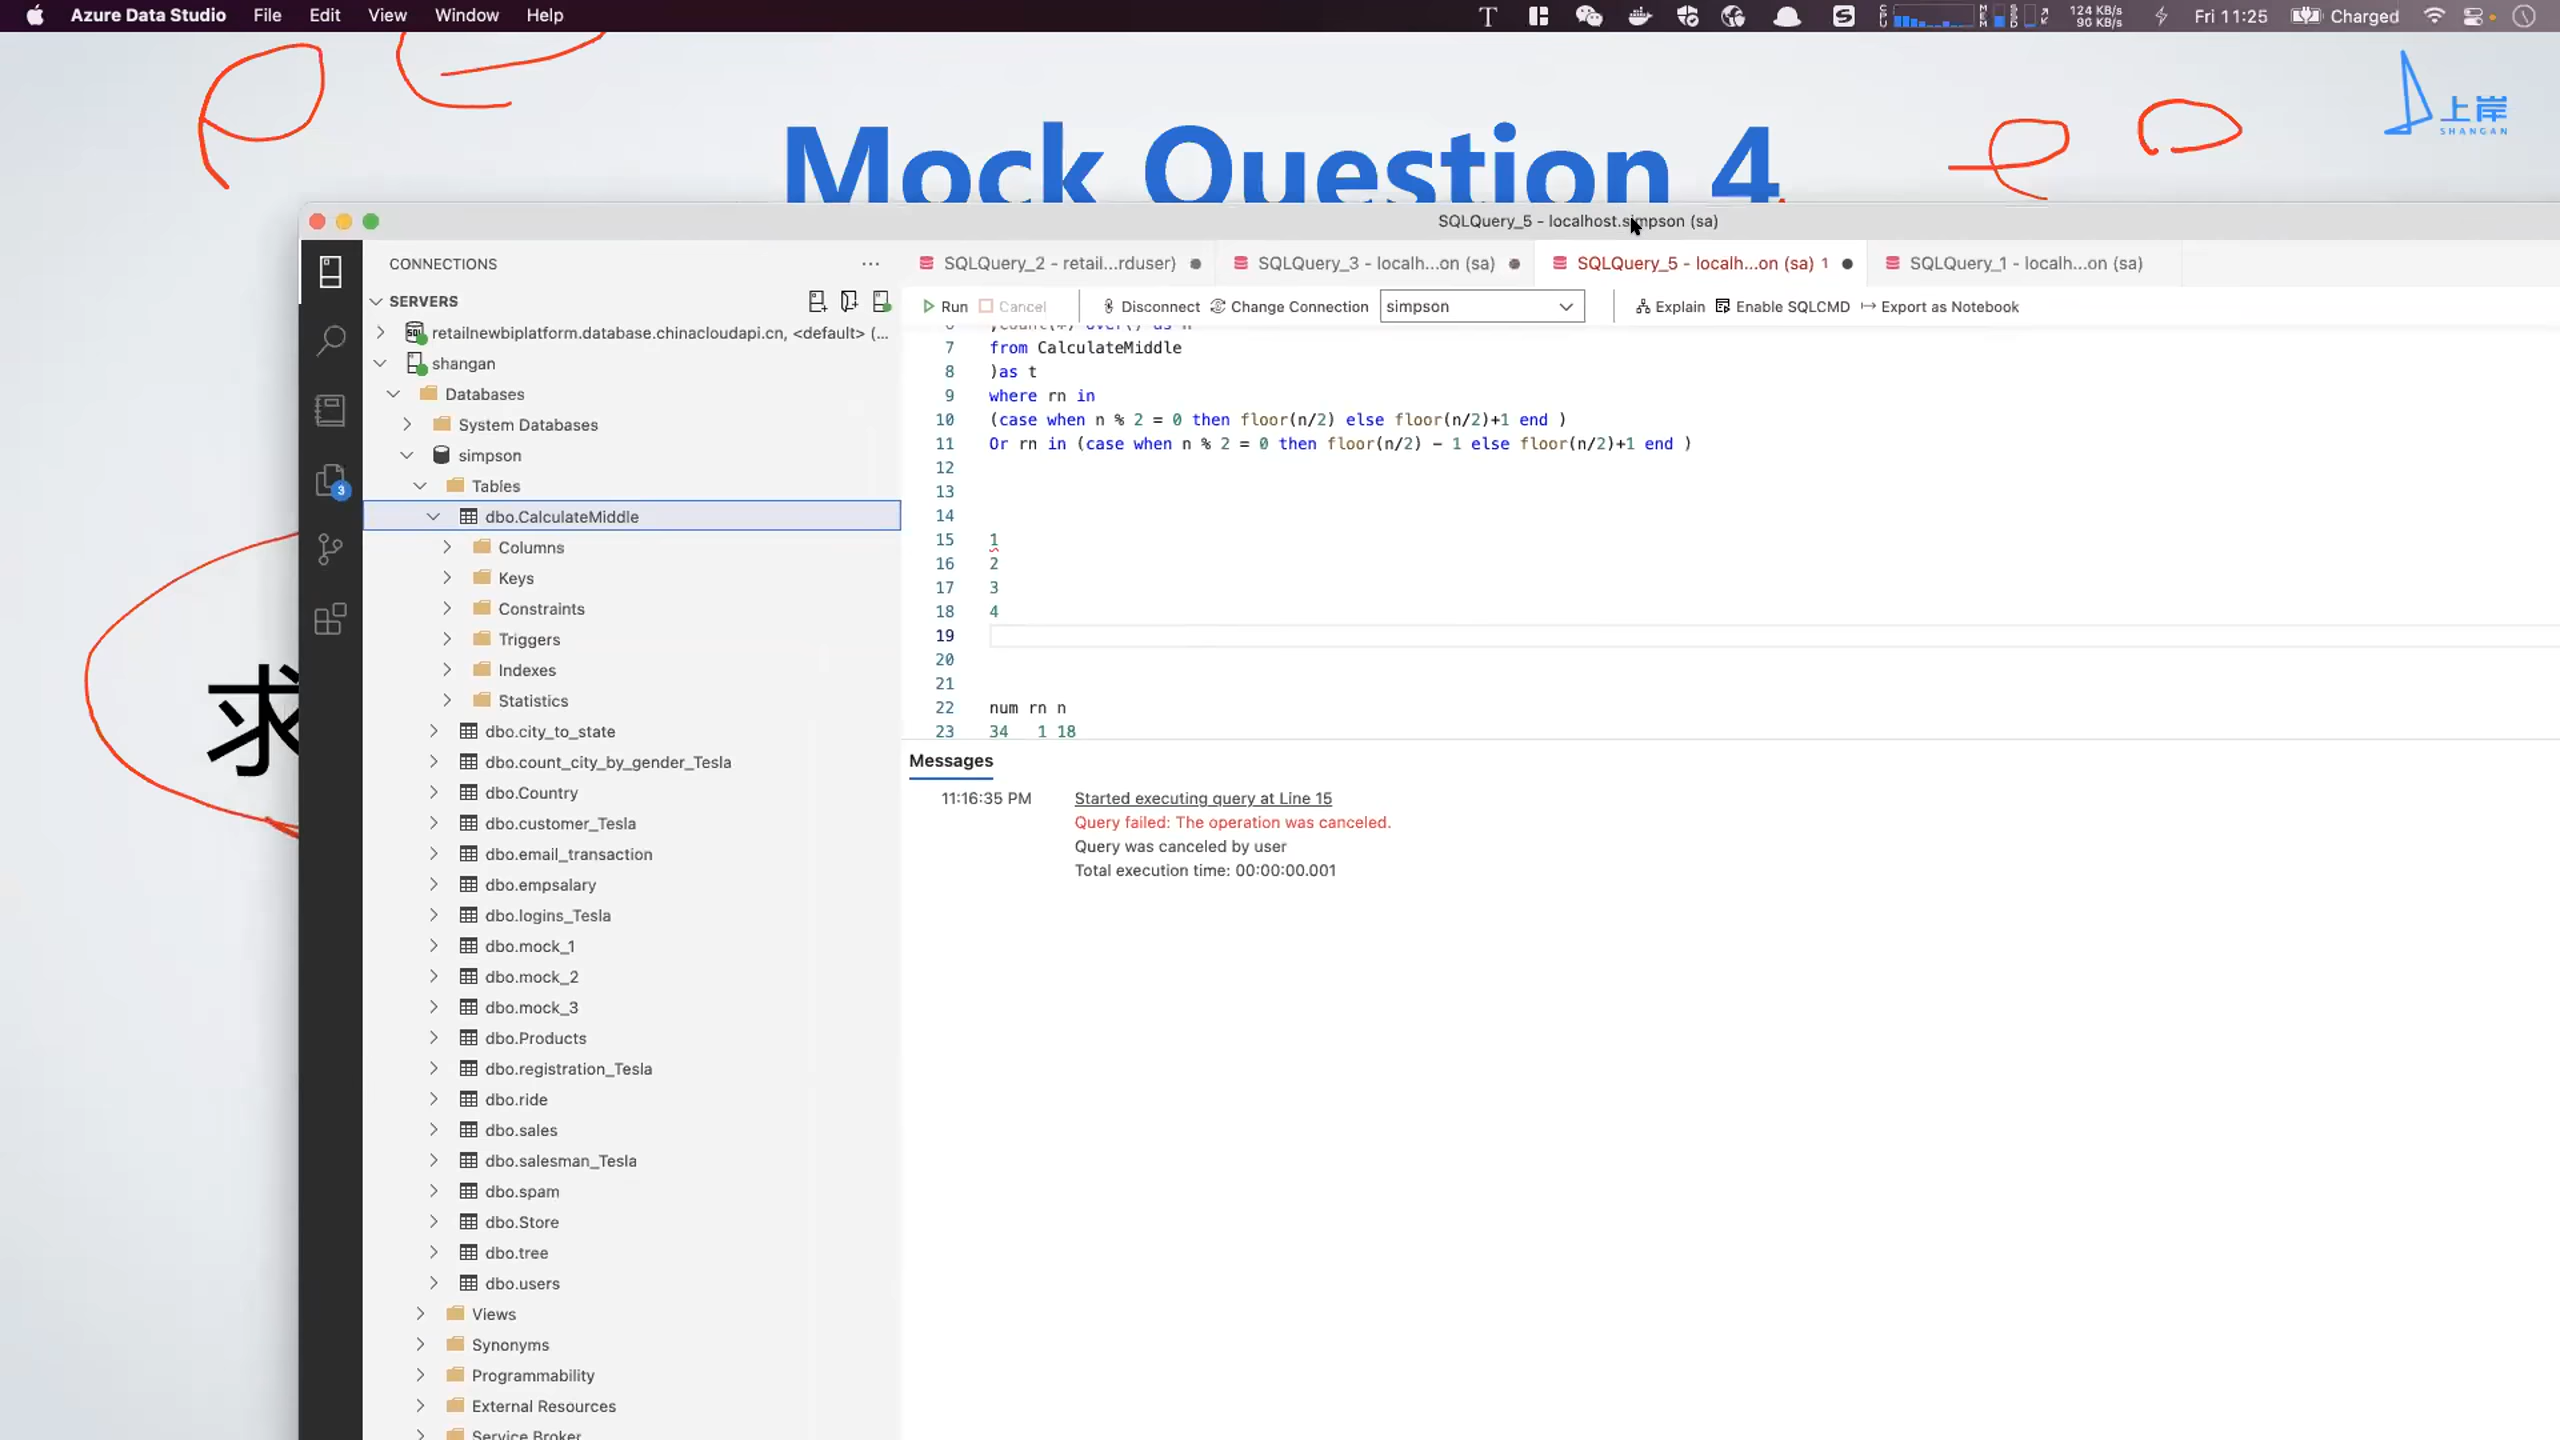 Azure Data Studio File Edit View Window Help
124 KB/s
90 KB/s
Fri 11:25 Charged
上岸
SHANGAN
Mock Question 4
SQLQuery_5 - localhost.simpson (sa)
CONNECTIONS
SQLQuery_2 - retail...rduser)
SQLQuery_3 - localh...on (sa)
SQLQuery_5 - localh...on (sa) 1
SQLQuery_1 - localh...on (sa)
SERVERS
Run Cancel Disconnect Change Connection simpson Explain Enable SQLCMD Export as Notebook
retailnewbiplatform.database.chinacloudapi.cn, <default> (...
shangan
Databases
System Databases
simpson
Tables
dbo.CalculateMiddle
Columns
Keys
Constraints
Triggers
Indexes
Statistics
dbo.city_to_state
dbo.count_city_by_gender_Tesla
dbo.Country
dbo.customer_Tesla
dbo.email_transaction
dbo.empsalary
dbo.logins_Tesla
dbo.mock_1
dbo.mock_2
dbo.mock_3
dbo.Products
dbo.registration_Tesla
dbo.ride
dbo.sales
dbo.salesman_Tesla
dbo.spam
dbo.Store
dbo.tree
dbo.users
Views
Synonyms
Programmability
External Resources
Service Broker
3
7 from CalculateMiddle
8 )as t
9 where rn in
10 (case when n % 2 = 0 then floor(n/2) else floor(n/2)+1 end )
11 Or rn in (case when n % 2 = 0 then floor(n/2) - 1 else floor(n/2)+1 end )
12
13
14
15 1
16 2
17 3
18 4
19
20
21
22 num rn n
23 34 1 18
Messages
11:16:35 PM Started executing query at Line 15
Query failed: The operation was canceled.
Query was canceled by user
Total execution time: 00:00:00.001
求